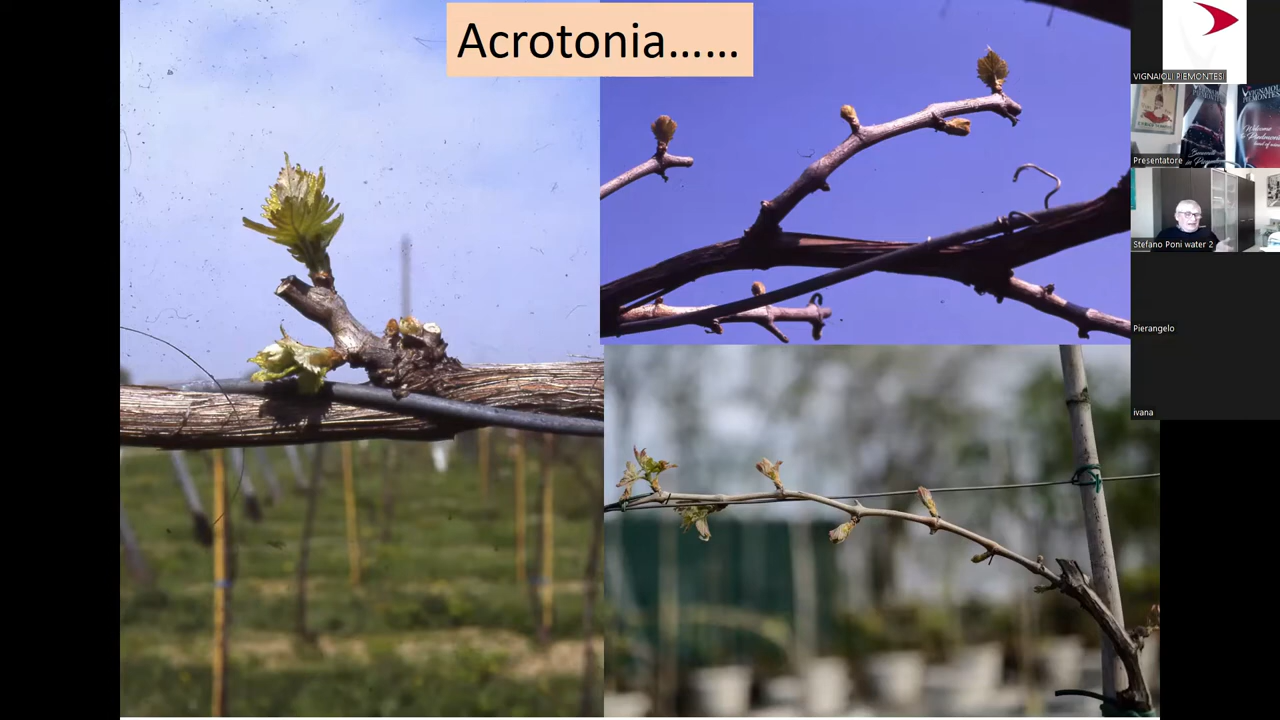 Acrotonia......
VIGNAIOLI PIEMONTESI
Presentatore
Stefano Poni water 2
Pierangelo
ivana